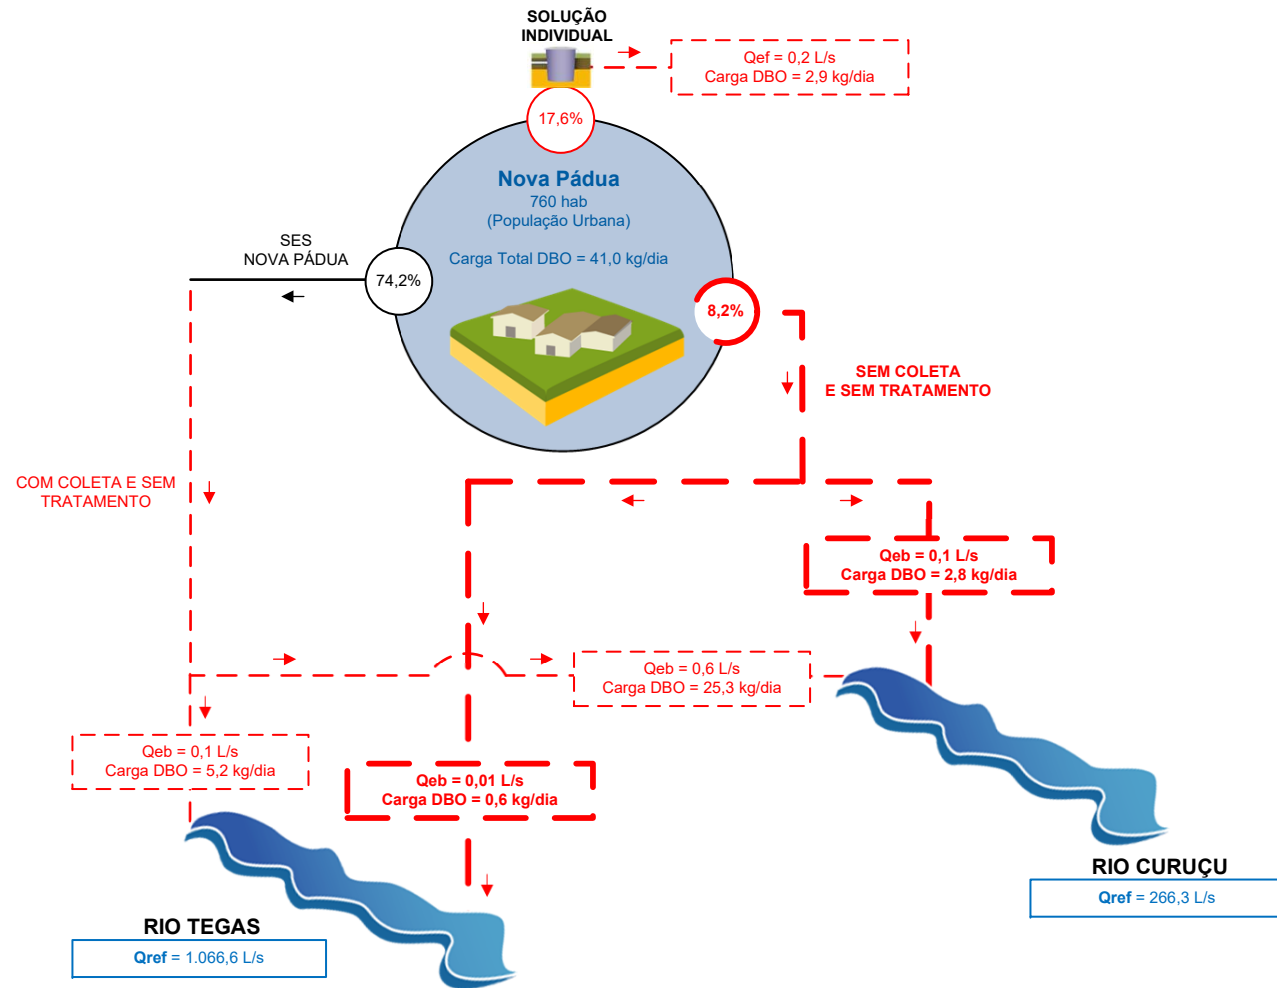 SOLUÇÃO
INDIVIDUAL
Qef = 0,2 L/s
Carga DBO = 2,9 kg/dia
17,6%
Nova Pádua
760 hab
(População Urbana)
Carga Total DBO = 41,0 kg/dia
SES
NOVA PÁDUA
74,2%
8,2%
SEM COLETA
E SEM TRATAMENTO
COM COLETA E SEM
TRATAMENTO
Qeb = 0,1 L/s
Carga DBO = 2,8 kg/dia
Qeb = 0,6 L/s
Carga DBO = 25,3 kg/dia
Qeb = 0,1 L/s
Carga DBO = 5,2 kg/dia
Qeb = 0,01 L/s
Carga DBO = 0,6 kg/dia
RIO CURUÇU
Qref = 266,3 L/s
RIO TEGAS
Qref = 1.066,6 L/s